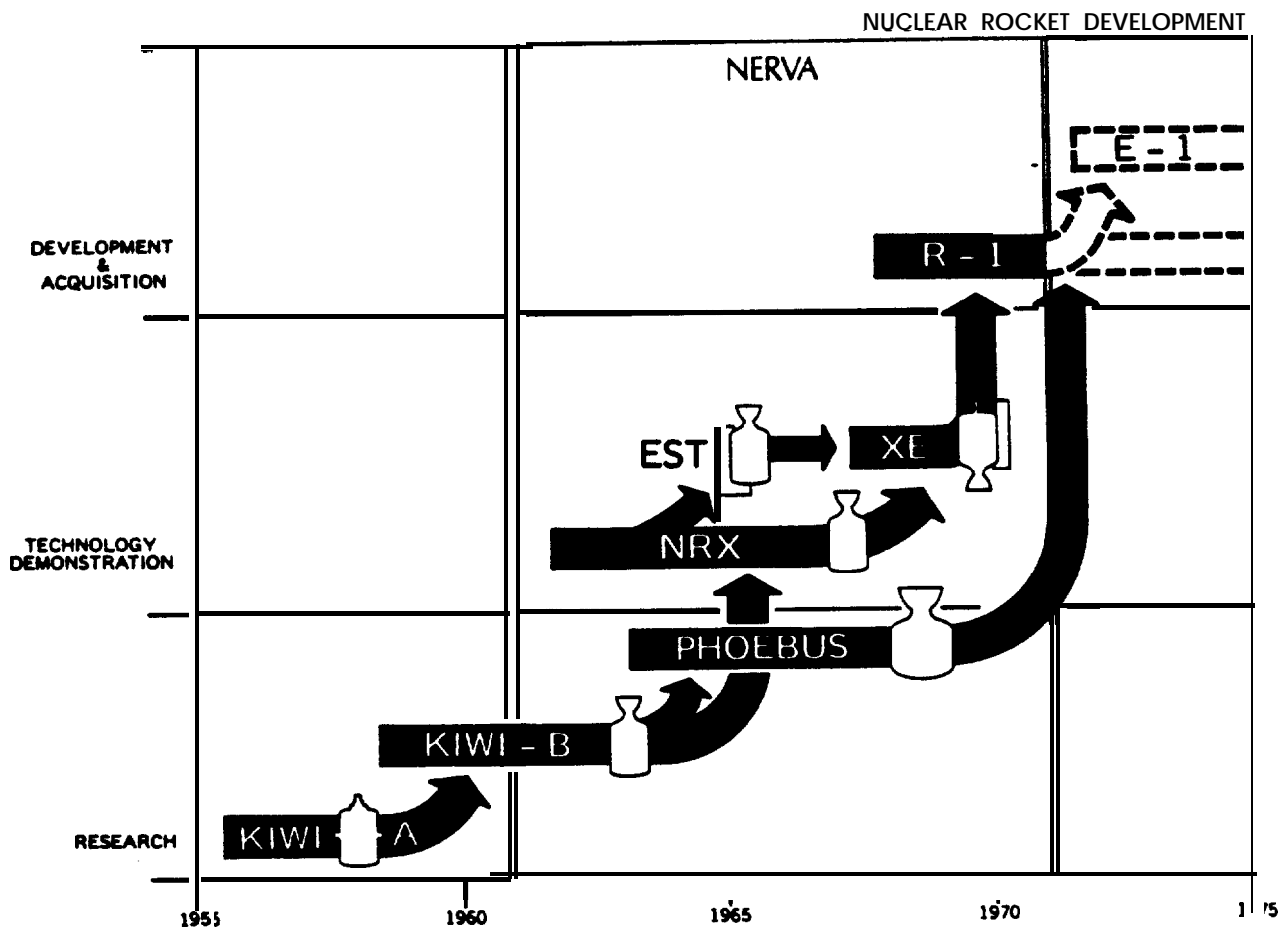 NUCLEAR ROCKET DEVELOPMENT
NERVA
E - 1
DEVELOPMENT
&
ACQUISITION
R - 1
EST
XE
TECHNOLOGY
DEMONSTRATION
NRX
PHOEBUS
KIWI - B
RESEARCH
KIWI - A
1955
1960
1965
1970